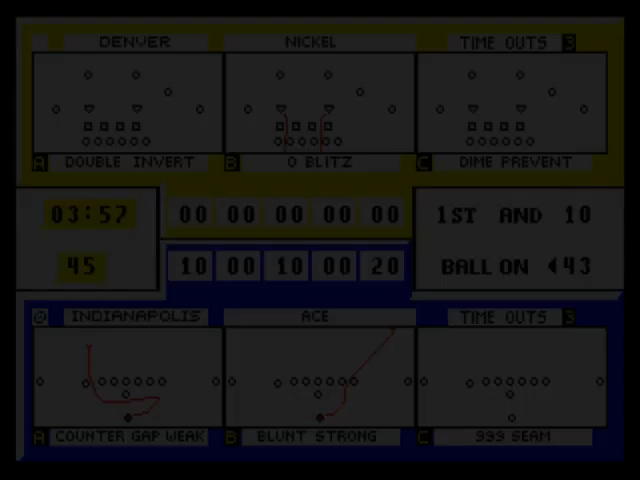 DENVER NICKEL TIME OUTS 3
A DOUBLE INVERT B 0 BLITZ C DIME PREVENT
03:57 00 00 00 00 00 1ST AND 10
45 10 00 10 00 20 BALL ON ◄43
@ INDIANAPOLIS ACE TIME OUTS 3
A COUNTER GAP WEAK B BLUNT STRONG C 999 SEAM